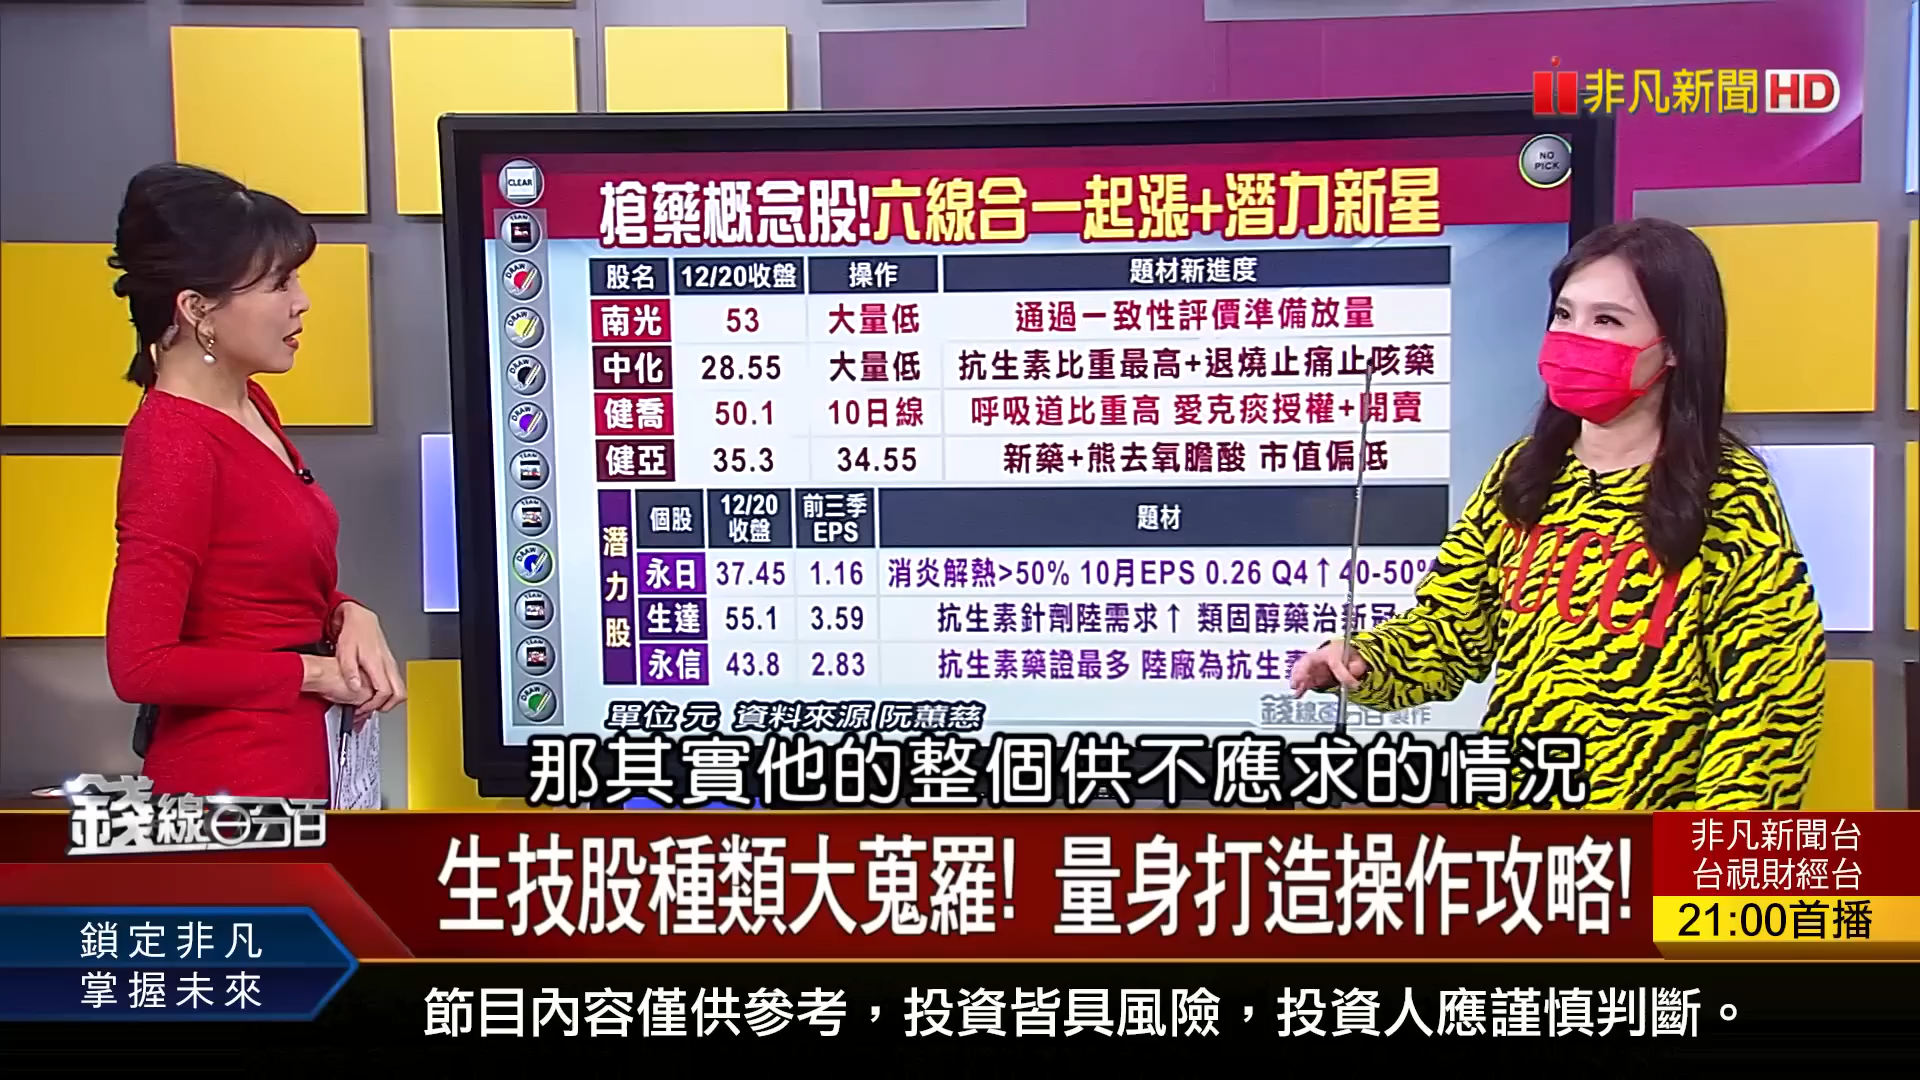 非凡新聞HD
NO PICK
CLEAR
搶藥概念股!六線合一起漲+潛力新星
股名 12/20收盤 操作 題材新進度
南光 53 大量低 通過一致性評價準備放量
中化 28.55 大量低 抗生素比重最高+退燒止痛止咳藥
健喬 50.1 10日線 呼吸道比重高 愛克痰授權+開賣
健亞 35.3 34.55 新藥+熊去氧膽酸 市值偏低
潛力股 個股 12/20收盤 前三季EPS 題材
永日 37.45 1.16 消炎解熱>50% 10月EPS 0.26 Q4↑40-50%
生達 55.1 3.59 抗生素針劑陸需求↑ 類固醇藥治新冠
永信 43.8 2.83 抗生素藥證最多 陸廠為抗生
單位 元 資料來源 阮蕙慈
錢線百分百 製作
GUCCI
那其實他的整個供不應求的情況
錢線百分百
生技股種類大蒐羅! 量身打造操作攻略!
非凡新聞台
台視財經台
21:00首播
鎖定非凡
掌握未來
節目內容僅供參考，投資皆具風險，投資人應謹慎判斷。